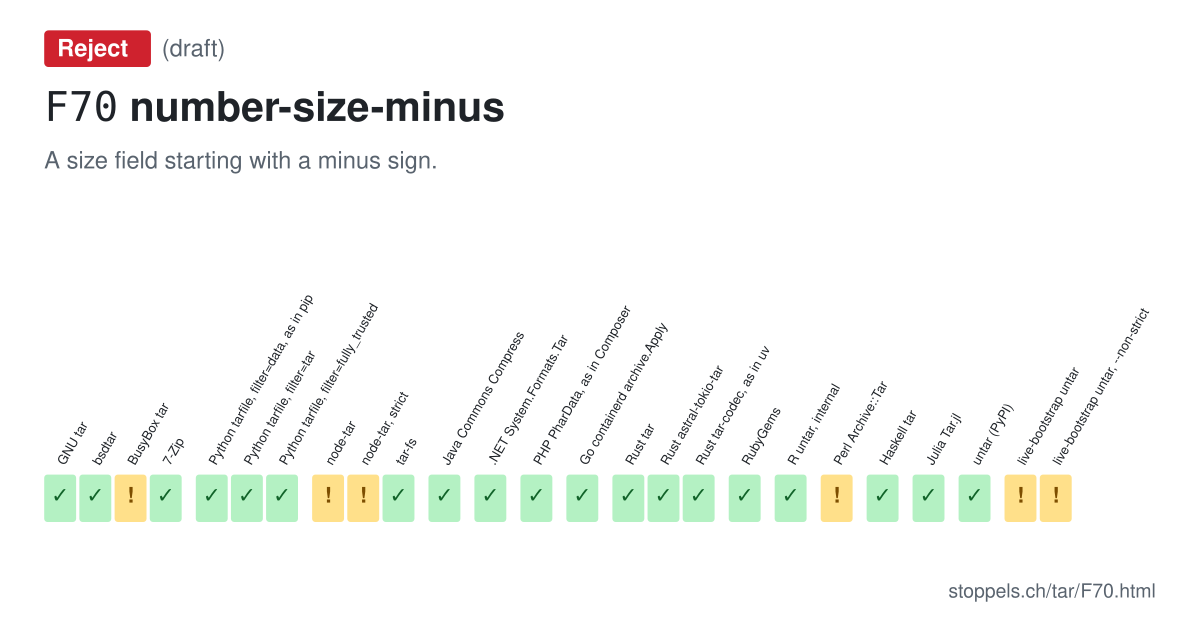 Reject (draft)
F70 number-size-minus
A size field starting with a minus sign.
GNU tar
bsdtar
BusyBox tar
7-Zip
Python tarfile, filter=data, as in pip
Python tarfile, filter=tar
Python tarfile, filter=fully_trusted
node-tar
node-tar, strict
tar-fs
Java Commons Compress
.NET System.Formats.Tar
PHP PharData, as in Composer
Go containerd archive.Apply
Rust tar
Rust astral-tokio-tar
Rust tar-codec, as in uv
RubyGems
R untar, internal
Perl Archive::Tar
Haskell tar
Julia Tar.jl
untar (PyPI)
live-bootstrap untar
live-bootstrap untar, --non-strict
✓ ✓ ! ✓ ✓ ✓ ✓ ! ! ✓ ✓ ✓ ✓ ✓ ✓ ✓ ✓ ✓ ✓ ! ✓ ✓ ✓ ! !
stoppels.ch/tar/F70.html